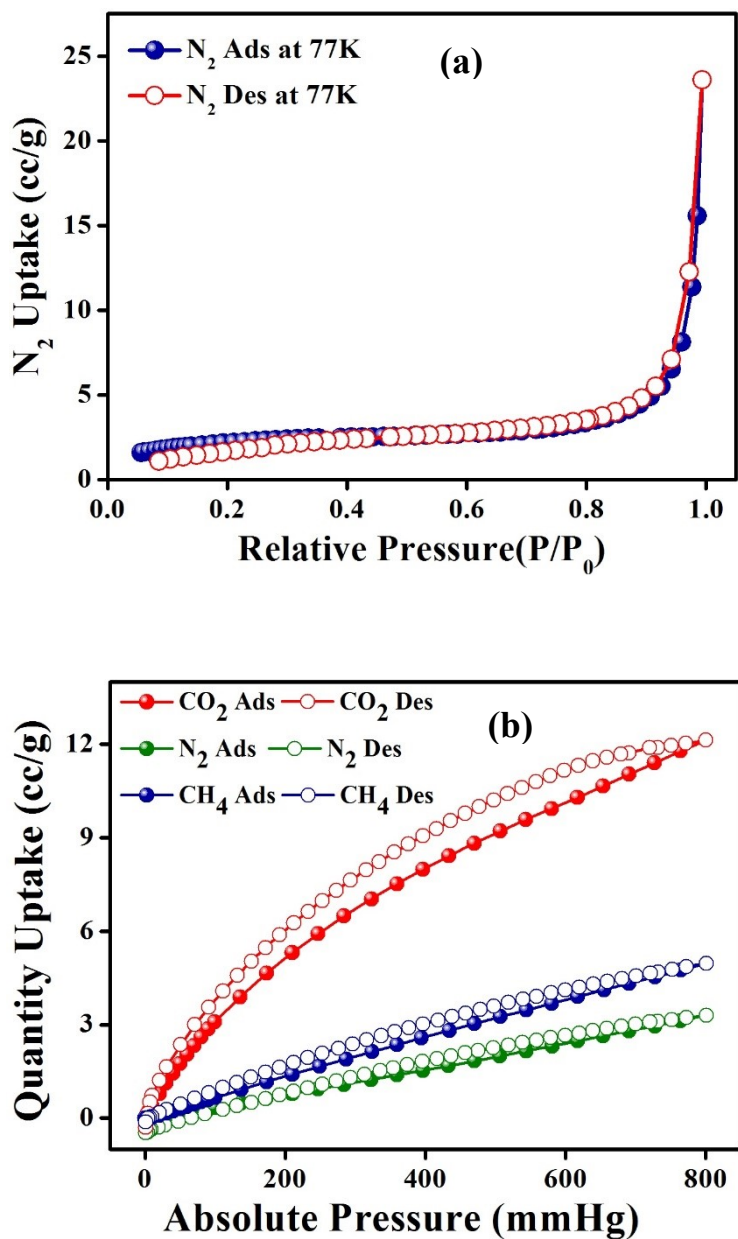 N₂ Ads at 77K
(a)
N₂ Des at 77K
N₂ Uptake (cc/g)
25
20
15
10
5
0
0.0 0.2 0.4 0.6 0.8 1.0
Relative Pressure(P/P₀)
CO₂ Ads CO₂ Des
(b)
N₂ Ads N₂ Des
CH₄ Ads CH₄ Des
Quantity Uptake (cc/g)
12
9
6
3
0
0 200 400 600 800
Absolute Pressure (mmHg)